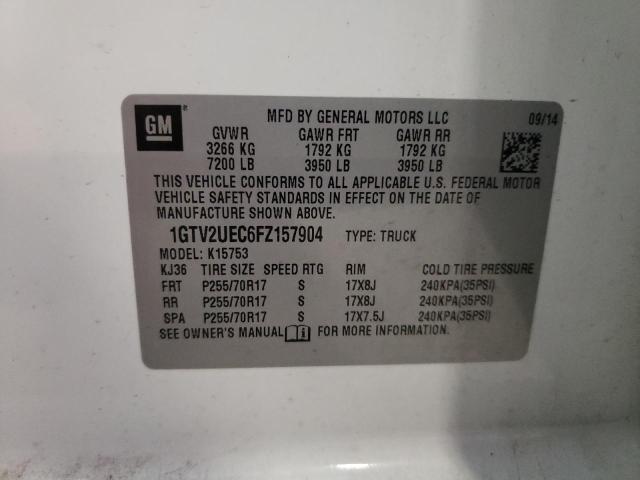 GM ®
MFD BY GENERAL MOTORS LLC 09/14
GVWR GAWR FRT GAWR RR
3266 KG 1792 KG 1792 KG
7200 LB 3950 LB 3950 LB
THIS VEHICLE CONFORMS TO ALL APPLICABLE U.S. FEDERAL MOTOR
VEHICLE SAFETY STANDARDS IN EFFECT ON THE DATE OF
MANUFACTURE SHOWN ABOVE.
1GTV2UEC6FZ157904 TYPE: TRUCK
MODEL: K15753
KJ36 TIRE SIZE SPEED RTG RIM COLD TIRE PRESSURE
FRT P255/70R17 S 17X8J 240KPA(35PSI)
RR P255/70R17 S 17X8J 240KPA(35PSI)
SPA P255/70R17 S 17X7.5J 240KPA(35PSI)
SEE OWNER'S MANUAL i FOR MORE INFORMATION.